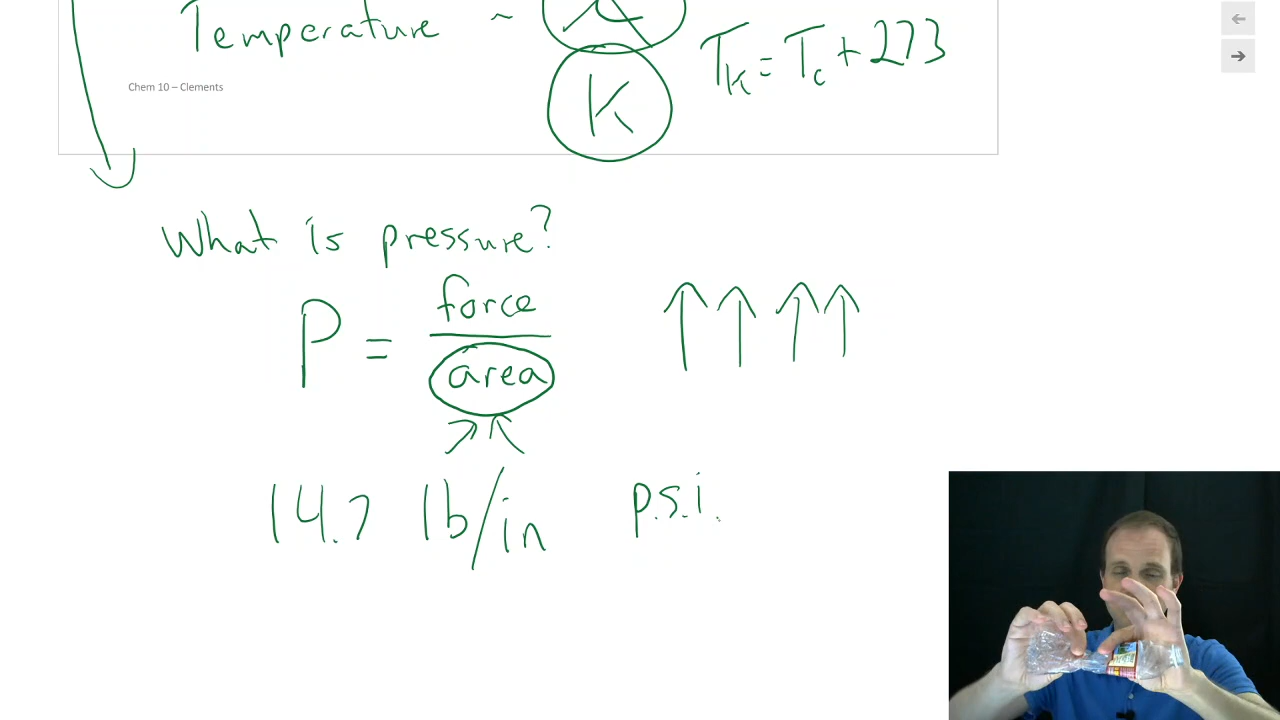 Temperature ~
K T_K = T_C + 273
Chem 10 – Clements
What is pressure?
P = force / area
14.7 lb/in p.s.i.